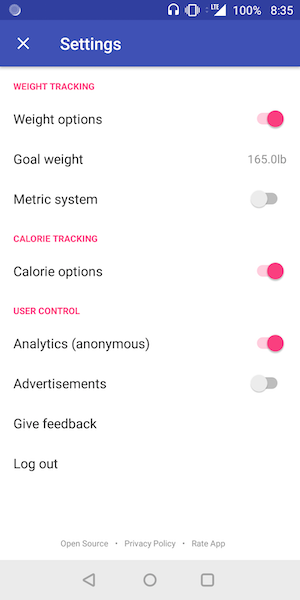 LTE 100% 8:35
Settings
WEIGHT TRACKING
Weight options
Goal weight 165.0lb
Metric system
CALORIE TRACKING
Calorie options
USER CONTROL
Analytics (anonymous)
Advertisements
Give feedback
Log out
Open Source • Privacy Policy • Rate App